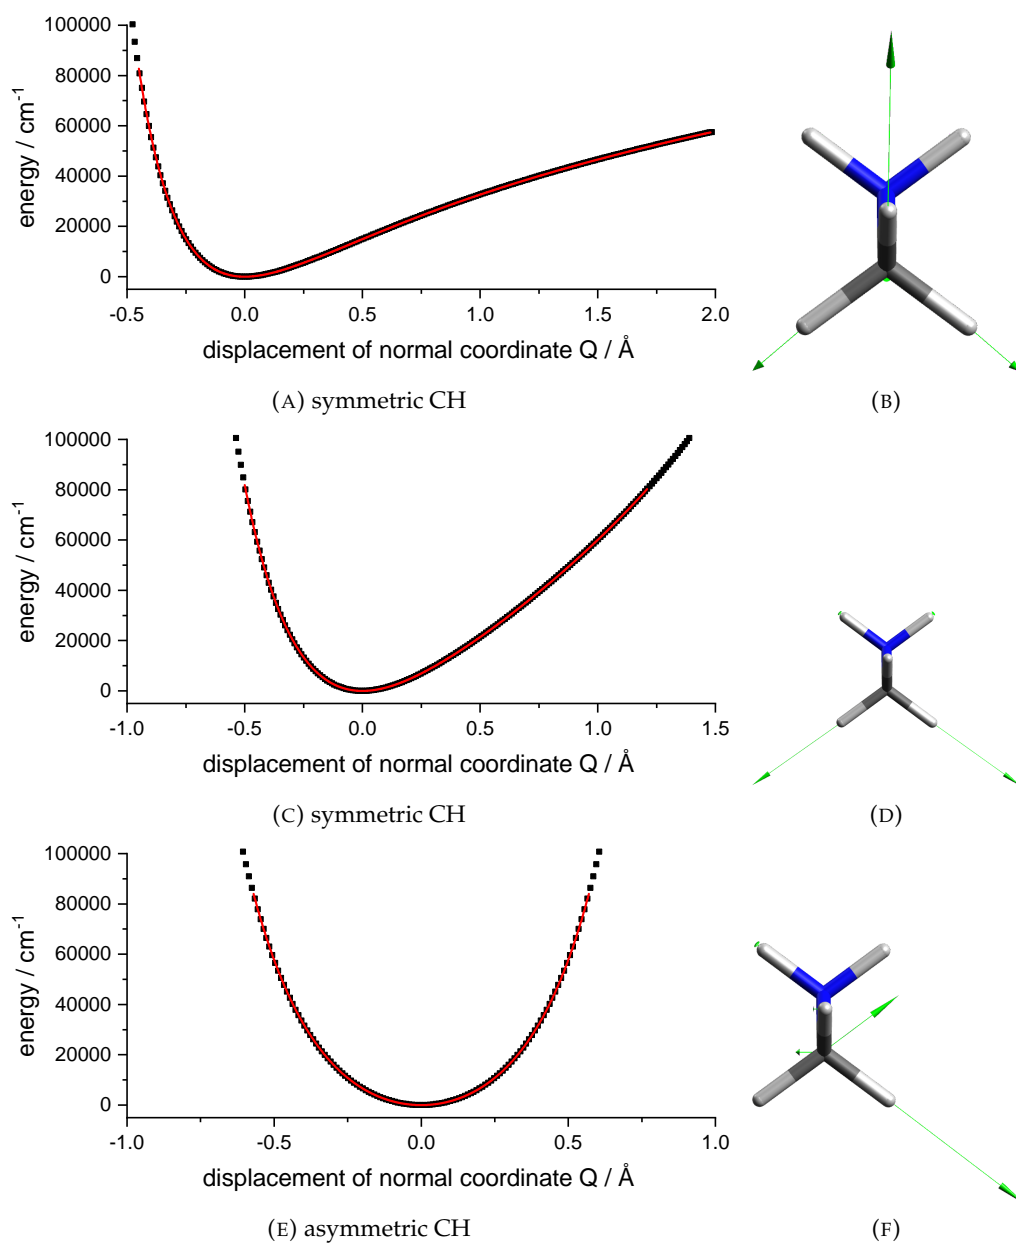 100000
80000
60000
40000
20000
0
energy / cm-1
-0.5 0.0 0.5 1.0 1.5 2.0
displacement of normal coordinate Q / Å
(A) symmetric CH
(B)
100000
80000
60000
40000
20000
0
energy / cm-1
-1.0 -0.5 0.0 0.5 1.0 1.5
displacement of normal coordinate Q / Å
(C) symmetric CH
(D)
100000
80000
60000
40000
20000
0
energy / cm-1
-1.0 -0.5 0.0 0.5 1.0
displacement of normal coordinate Q / Å
(E) asymmetric CH
(F)